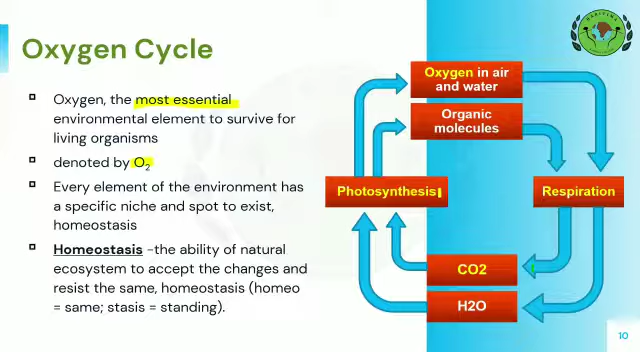 Oxygen Cycle
Oxygen, the most essential
environmental element to survive for
living organisms
denoted by O₂
Every element of the environment has
a specific niche and spot to exist,
homeostasis
Homeostasis -the ability of natural
ecosystem to accept the changes and
resist the same, homeostasis (homeo
= same; stasis = standing).
Oxygen in air
and water
Organic
molecules
Photosynthesis
Respiration
CO2
H2O
10